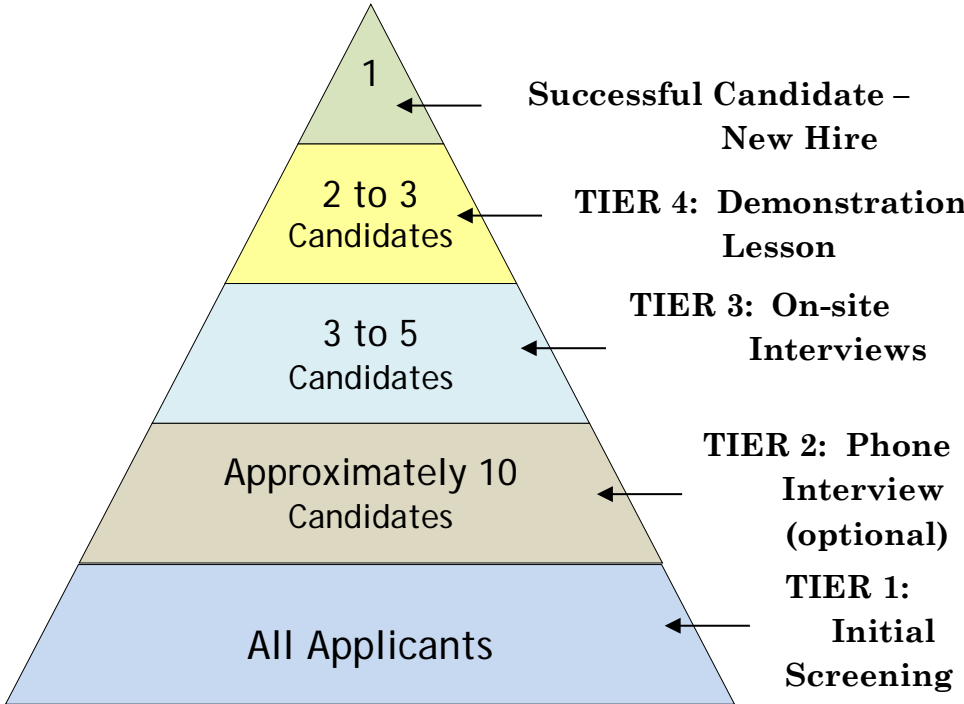 1
Successful Candidate –
New Hire
2 to 3
Candidates
TIER 4: Demonstration
Lesson
3 to 5
Candidates
TIER 3: On-site
Interviews
Approximately 10
Candidates
TIER 2: Phone
Interview
(optional)
All Applicants
TIER 1:
Initial
Screening